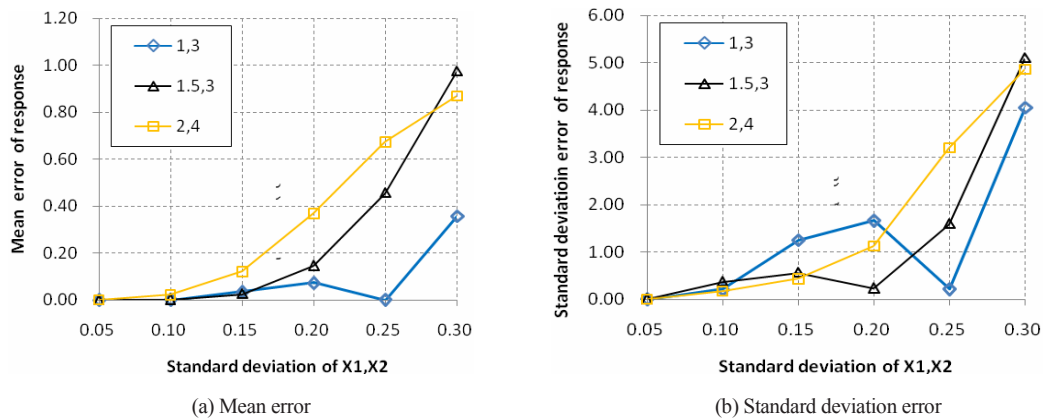 1.20
1.00
0.80
0.60
0.40
0.20
0.00
Mean error of response
1,3
1.5,3
2,4
0.05 0.10 0.15 0.20 0.25 0.30
Standard deviation of X1,X2
(a) Mean error
6.00
5.00
4.00
3.00
2.00
1.00
0.00
Standard deviatioin error of response
1,3
1.5,3
2,4
0.05 0.10 0.15 0.20 0.25 0.30
Standard deviation of X1,X2
(b) Standard deviation error